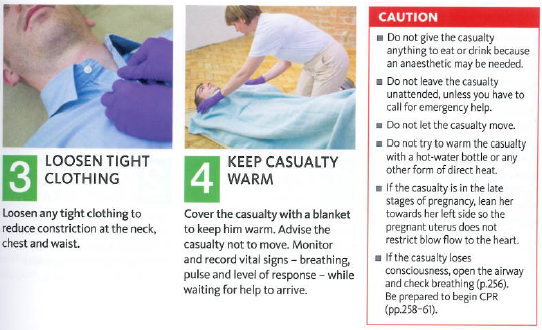 3 LOOSEN TIGHT
CLOTHING
Loosen any tight clothing to
reduce constriction at the neck,
chest and waist.
4 KEEP CASUALTY
WARM
Cover the casualty with a blanket
to keep him warm. Advise the
casualty not to move. Monitor
and record vital signs – breathing,
pulse and level of response – while
waiting for help to arrive.
CAUTION
■ Do not give the casualty
anything to eat or drink because
an anaesthetic may be needed.
■ Do not leave the casualty
unattended, unless you have to
call for emergency help.
■ Do not let the casualty move.
■ Do not try to warm the casualty
with a hot-water bottle or any
other form of direct heat.
■ If the casualty is in the late
stages of pregnancy, lean her
towards her left side so the
pregnant uterus does not
restrict blow flow to the heart.
■ If the casualty loses
consciousness, open the airway
and check breathing (p.256).
Be prepared to begin CPR
(pp.258–61).